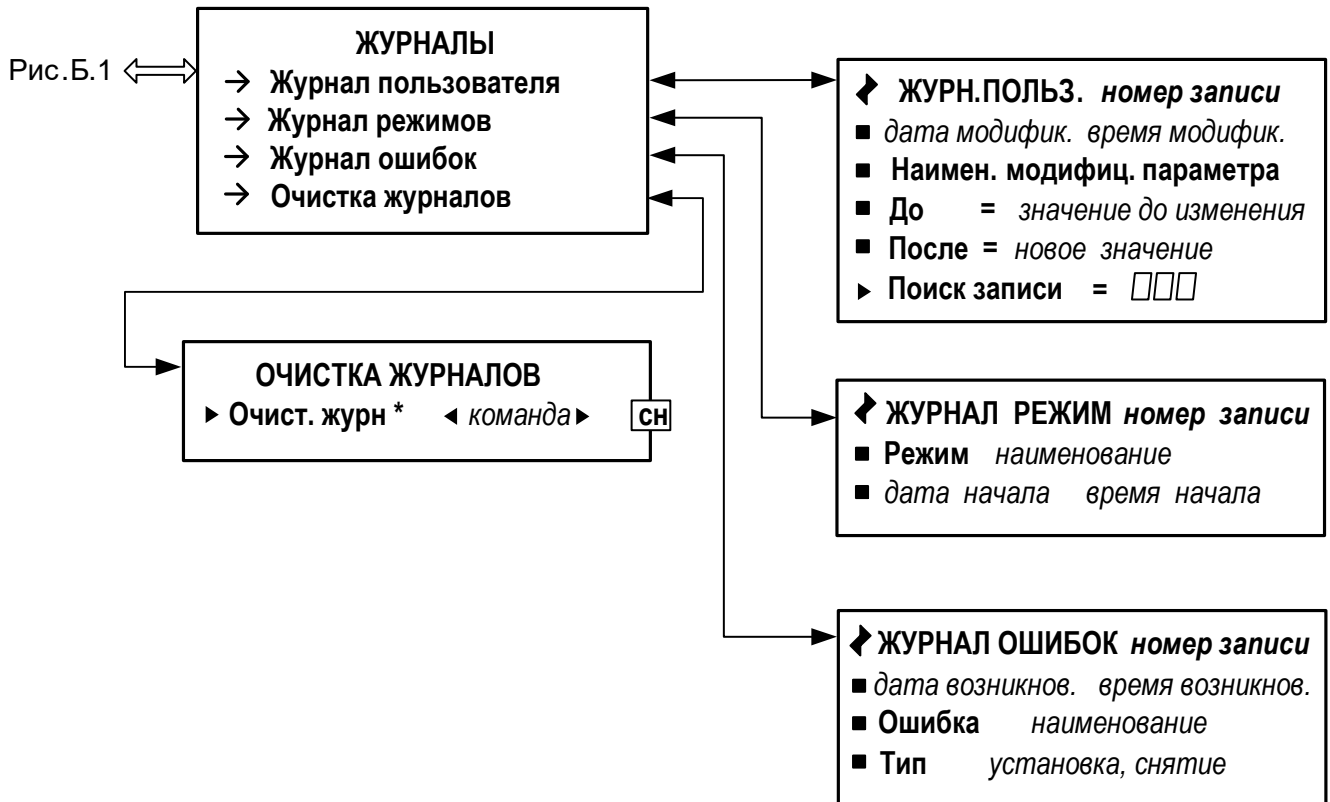 Рис.Б.1
ЖУРНАЛЫ
Журнал пользователя
Журнал режимов
Журнал ошибок
Очистка журналов
ОЧИСТКА ЖУРНАЛОВ
Очист. журн * команда сн
ЖУРН.ПОЛЬЗ. номер записи
дата модифик. время модифик.
Наимен. модифиц. параметра
До = значение до изменения
После = новое значение
Поиск записи =
ЖУРНАЛ РЕЖИМ номер записи
Режим наименование
дата начала время начала
ЖУРНАЛ ОШИБОК номер записи
дата возникнов. время возникнов.
Ошибка наименование
Тип установка, снятие